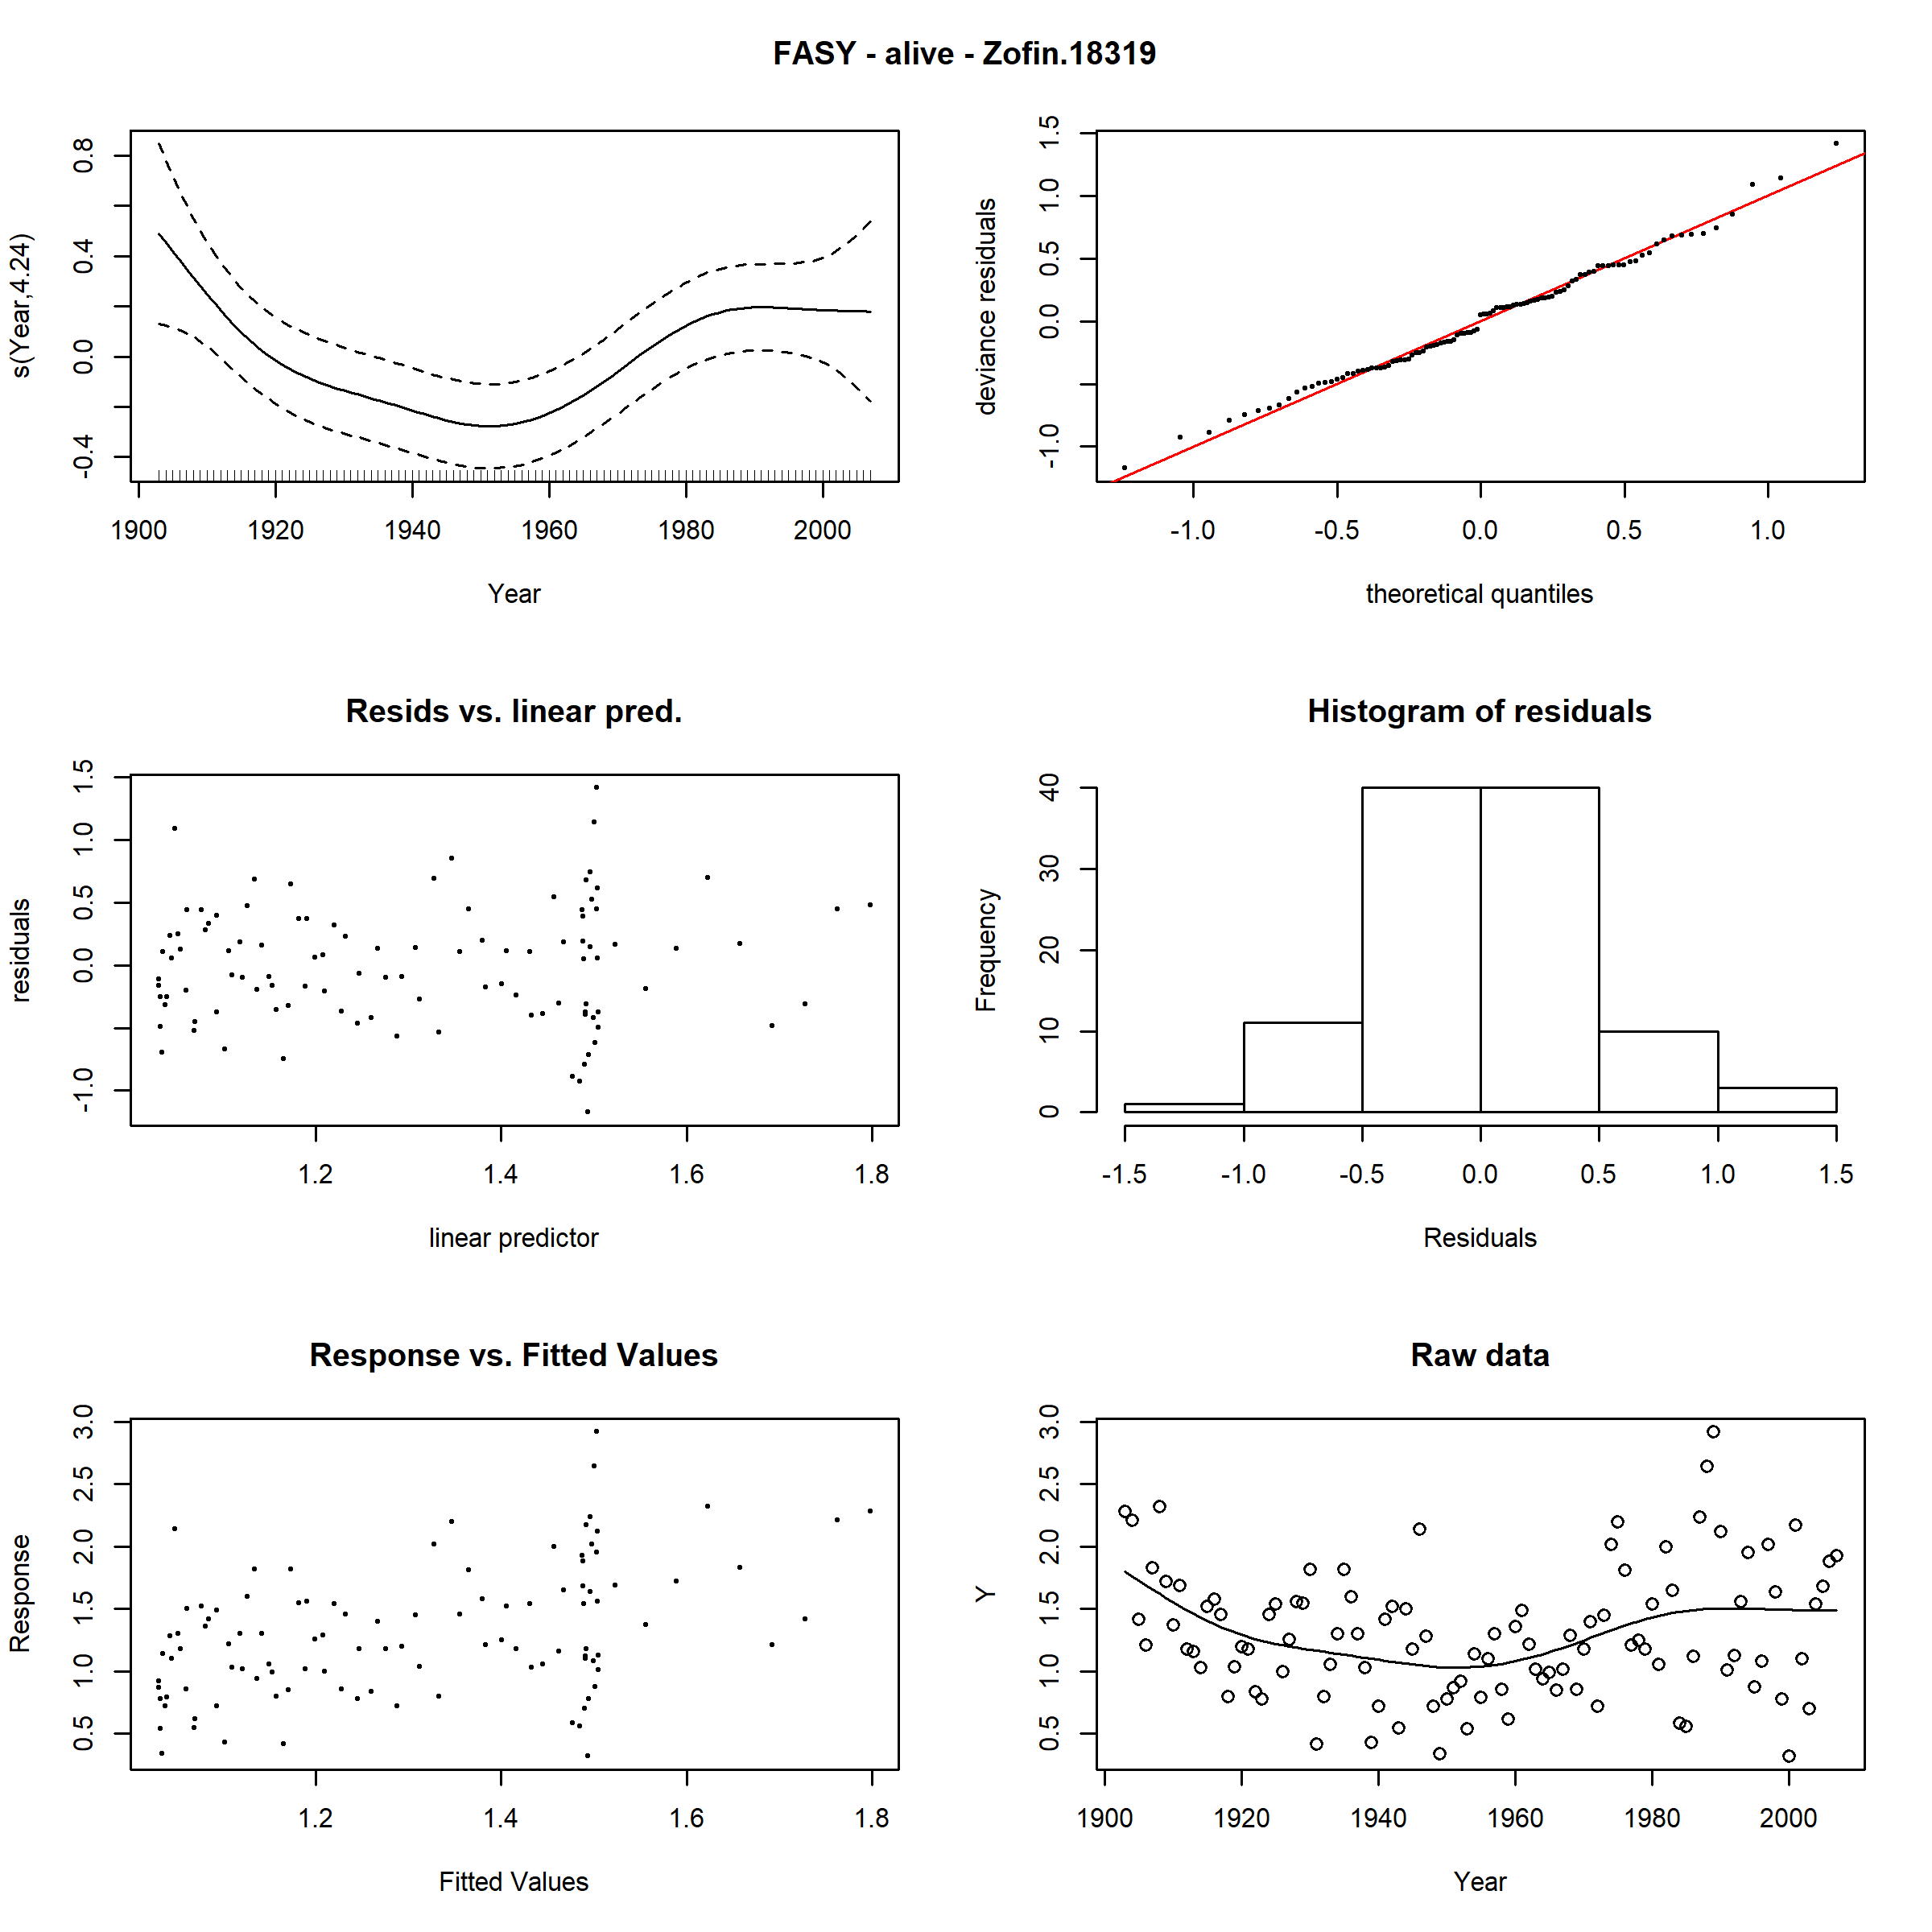 FASY - alive - Zofin.18319
s(Year,4.24)
0.8
0.4
0.0
-0.4
1900 1920 1940 1960 1980 2000
Year
deviance residuals
1.5
1.0
0.5
0.0
-1.0
-1.0 -0.5 0.0 0.5 1.0
theoretical quantiles
Resids vs. linear pred.
residuals
1.5
1.0
0.5
0.0
-1.0
1.2 1.4 1.6 1.8
linear predictor
Histogram of residuals
Frequency
40
30
20
10
0
-1.5 -1.0 -0.5 0.0 0.5 1.0 1.5
Residuals
Response vs. Fitted Values
Response
3.0
2.5
2.0
1.5
1.0
0.5
1.2 1.4 1.6 1.8
Fitted Values
Raw data
Y
3.0
2.5
2.0
1.5
1.0
0.5
1900 1920 1940 1960 1980 2000
Year